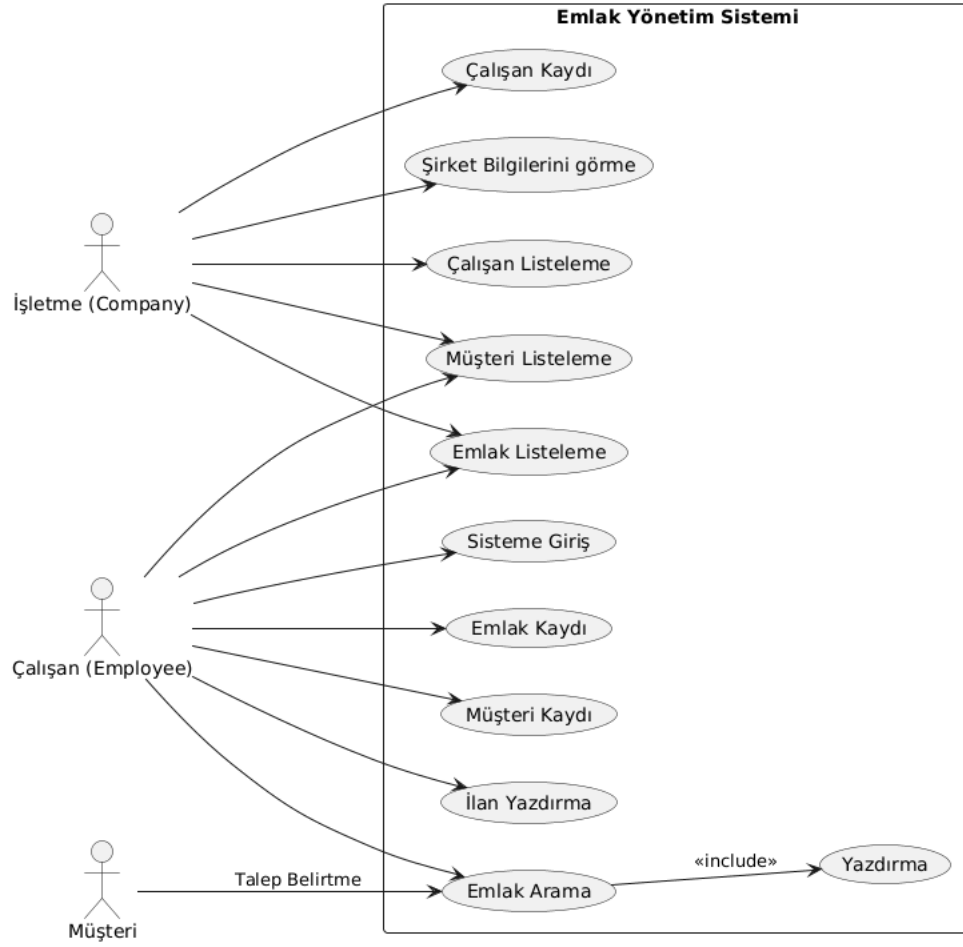 Emlak Yönetim Sistemi
Çalışan Kaydı
Şirket Bilgilerini görme
İşletme (Company)
Çalışan Listeleme
Müşteri Listeleme
Emlak Listeleme
Sisteme Giriş
Çalışan (Employee)
Emlak Kaydı
Müşteri Kaydı
İlan Yazdırma
Müşteri
Talep Belirtme
Emlak Arama
«include»
Yazdırma